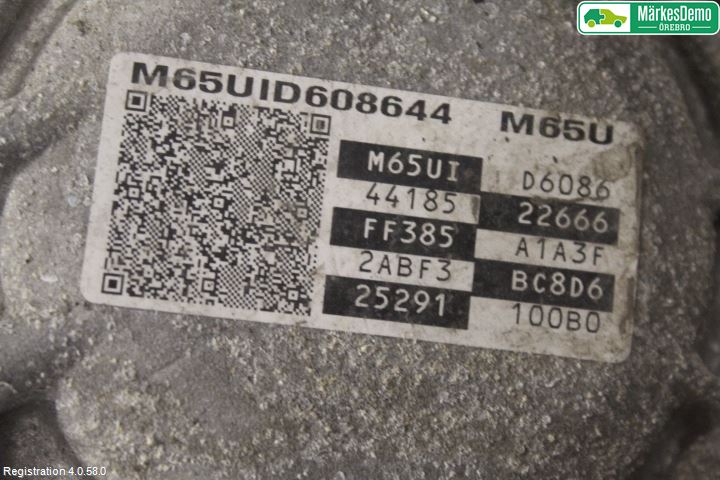 MärkesDemo
ÖREBRO
M65UID608644 M65U
M65UI D6086
44185 22666
FF385 A1A3F
2ABF3 BC8D6
25291 100B0
Registration 4.0.58.0